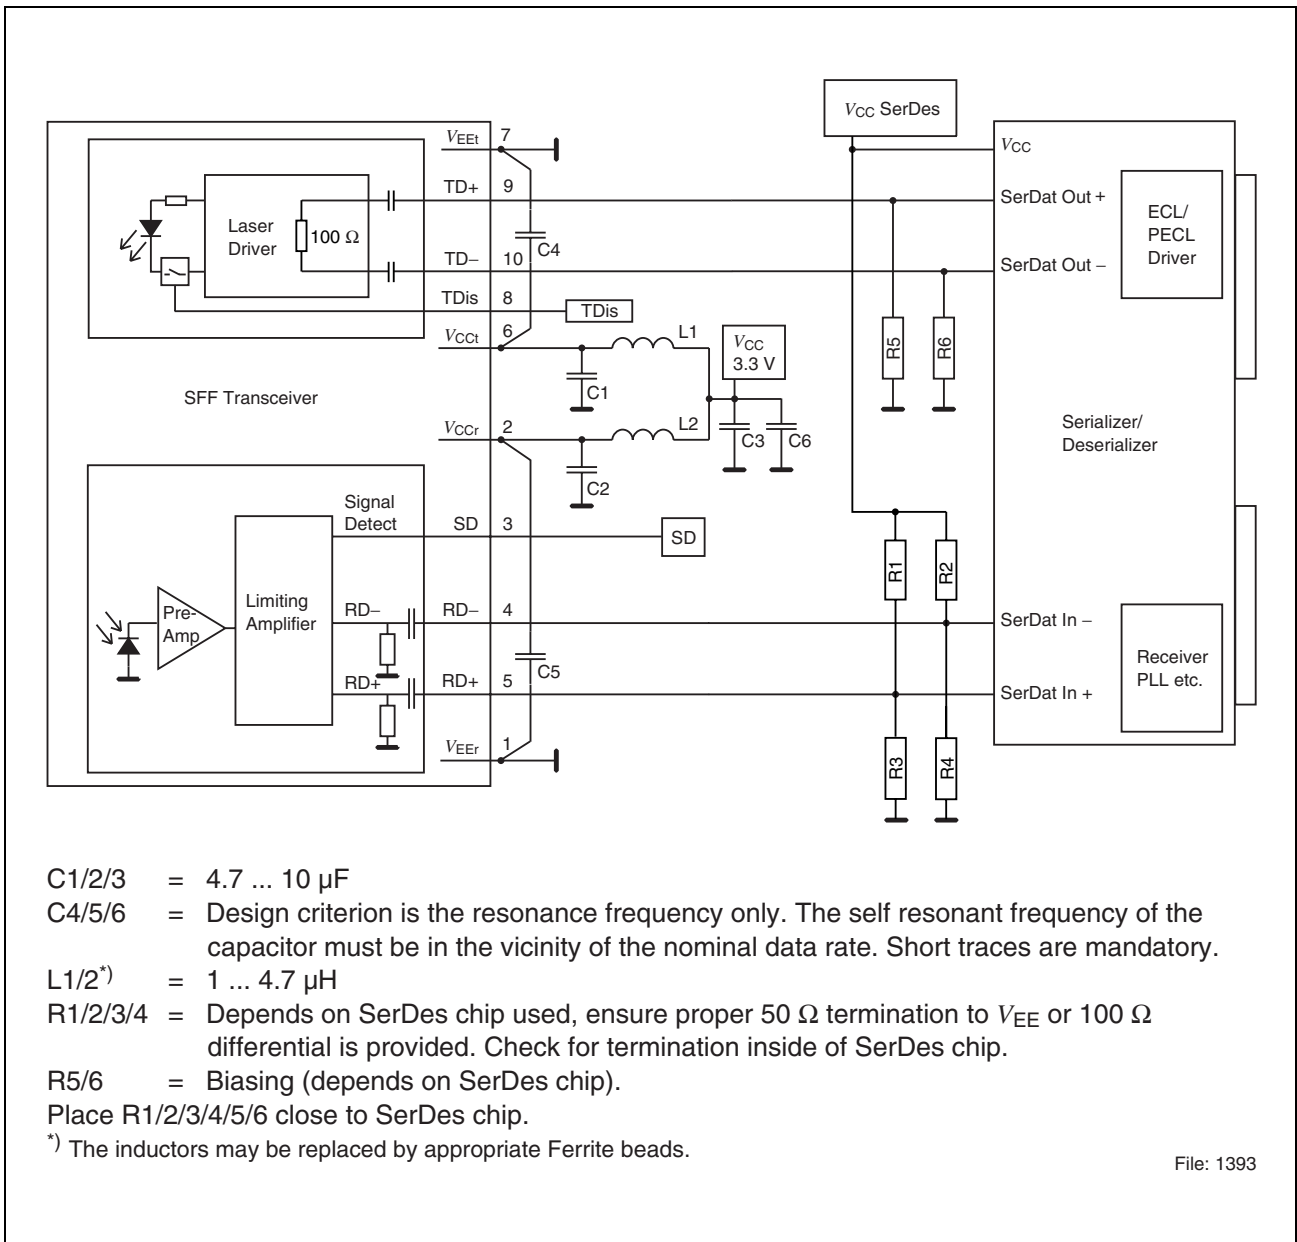 V_CC SerDes
V_EEt 7
V_CC
TD+ 9
SerDat Out +
ECL/
PECL
Driver
Laser
Driver
100 Ω
C4
TD− 10
SerDat Out −
TDis 8
TDis
V_CCt 6
L1
V_CC
3.3 V
R5
R6
C1
SFF Transceiver
V_CCr 2
L2
C3
C6
Serializer/
Deserializer
C2
Signal
Detect
SD 3
SD
R1
R2
Pre-
Amp
Limiting
Amplifier
RD−
RD− 4
SerDat In −
C5
Receiver
PLL etc.
RD+
RD+ 5
SerDat In +
V_EEr 1
R3
R4
C1/2/3 = 4.7 ... 10 µF
C4/5/6 = Design criterion is the resonance frequency only. The self resonant frequency of the
capacitor must be in the vicinity of the nominal data rate. Short traces are mandatory.
L1/2*) = 1 ... 4.7 µH
R1/2/3/4 = Depends on SerDes chip used, ensure proper 50 Ω termination to V_EE or 100 Ω
differential is provided. Check for termination inside of SerDes chip.
R5/6 = Biasing (depends on SerDes chip).
Place R1/2/3/4/5/6 close to SerDes chip.
*) The inductors may be replaced by appropriate Ferrite beads.
File: 1393